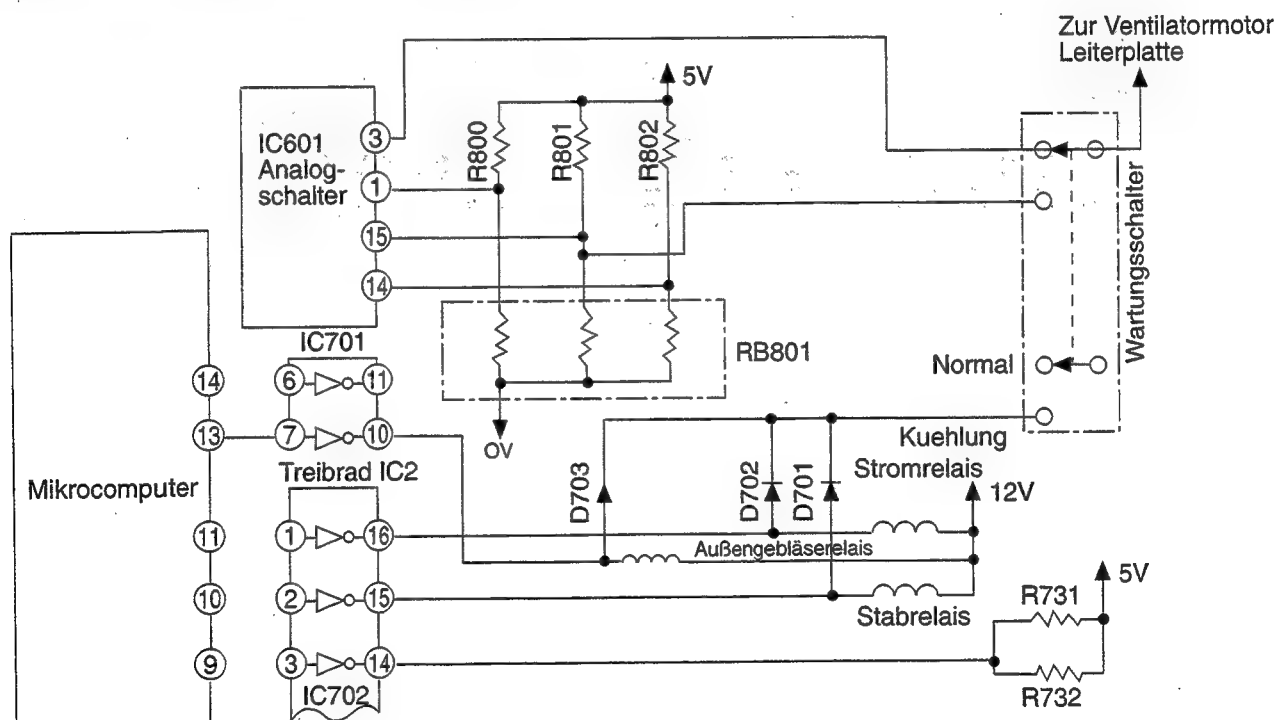 Zur Ventilatormotor
Leiterplatte
5V
IC601
Analog-
schalter
3
1
15
14
R800
R801
R802
Wartungsschalter
RB801
Normal
0V
IC701
14
6
11
13
7
10
Kuehlung
Treibrad IC2
Stromrelais
Mikrocomputer
D703
D702
D701
12V
11
1
16
Außengebläserelais
10
2
15
Stabrelais
R731
5V
9
3
14
IC702
R732